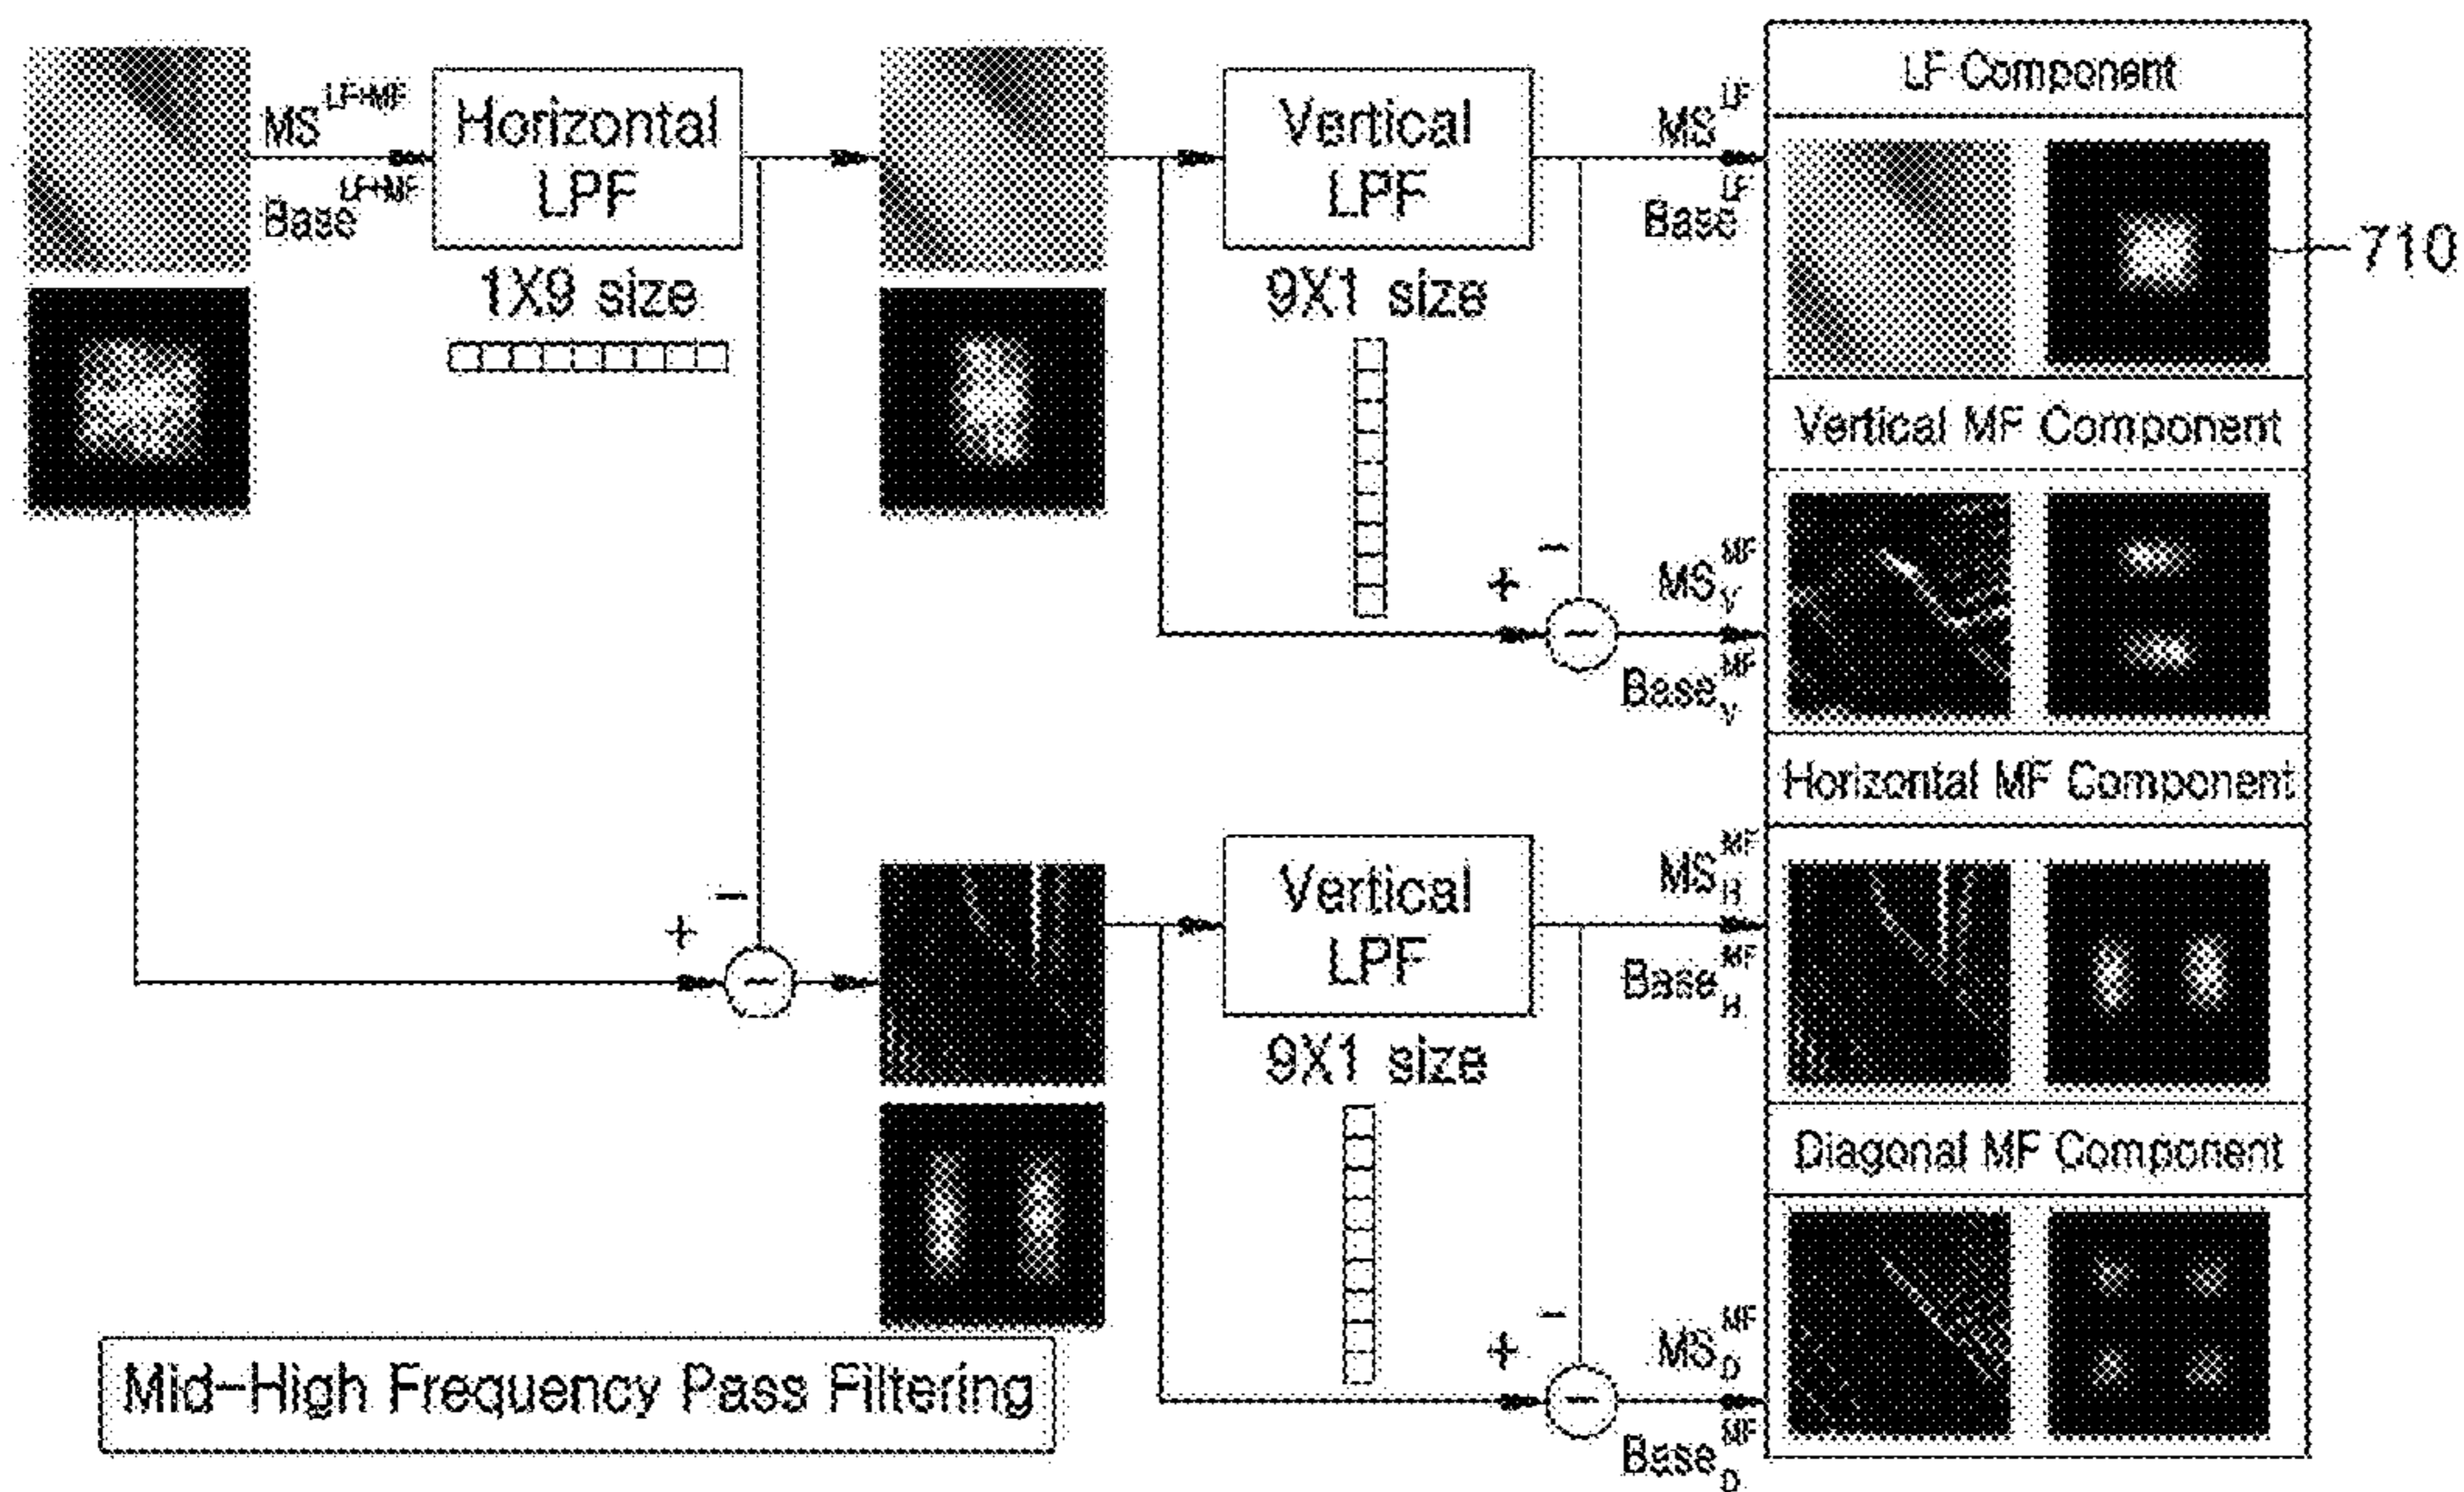 MS^LF+MF
Base^LF+MF
Horizontal
LPF
1X9 size
Vertical
LPF
9X1 size
MS^LF
Base^LF
LF Component
710
Vertical MF Component
+
−
−
MS_V^MF
Base_V^MF
Horizontal MF Component
+
−
−
Vertical
LPF
9X1 size
MS_H^MF
Base_H^MF
Diagonal MF Component
+
−
−
MS_D^MF
Base_D^MF
Mid-High Frequency Pass Filtering